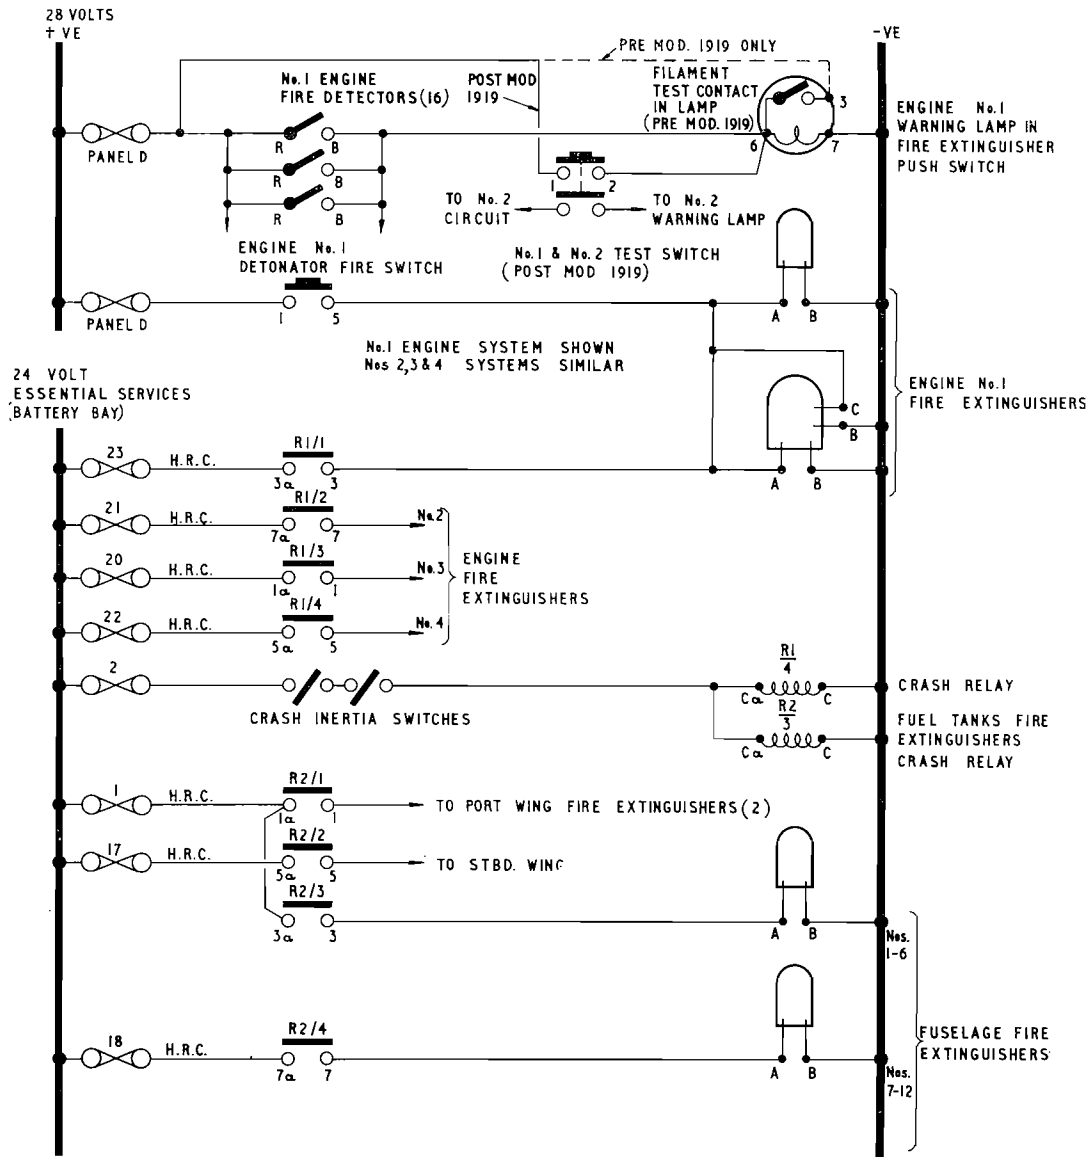 28 VOLTS
+ VE
-VE
PRE MOD. 1919 ONLY
No.1 ENGINE
FIRE DETECTORS (16)
POST MOD
1919
FILAMENT
TEST CONTACT
IN LAMP
(PRE MOD. 1919)
3
ENGINE No.1
WARNING LAMP IN
FIRE EXTINGUISHER
PUSH SWITCH
PANEL D
R B
6 7
R B
1 2
R B
TO No. 2
CIRCUIT
TO No. 2
WARNING LAMP
ENGINE No. 1
DETONATOR FIRE SWITCH
No.1 & No.2 TEST SWITCH
(POST MOD 1919)
PANEL D
1 5
A B
No.1 ENGINE SYSTEM SHOWN
Nos 2,3 & 4 SYSTEMS SIMILAR
24 VOLT
ESSENTIAL SERVICES
(BATTERY BAY)
ENGINE No.1
FIRE EXTINGUISHERS
C
B
23 H.R.C. R1/1
3a 3
A B
21 H.R.C. R1/2
7a 7
No.2
20 H.R.C. R1/3
1a 1
No.3
22 H.R.C. R1/4
5a 5
No.4
ENGINE
FIRE
EXTINGUISHERS
2
CRASH INERTIA SWITCHES
R1
4
Ca C
CRASH RELAY
R2
3
Ca C
FUEL TANKS FIRE
EXTINGUISHERS
CRASH RELAY
1 H.R.C. R2/1
1a 1
TO PORT WING FIRE EXTINGUISHERS (2)
17 H.R.C. R2/2
5a 5
TO STBD. WING
R2/3
3a 3
A B
Nos.
1-6
18 H.R.C. R2/4
7a 7
A B
Nos.
7-12
FUSELAGE FIRE
EXTINGUISHERS